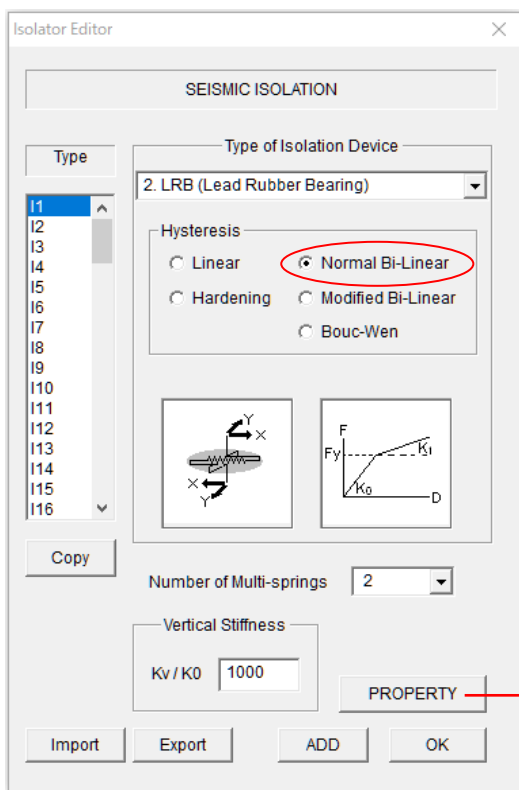 Isolator Editor
SEISMIC ISOLATION
Type
I1
I2
I3
I4
I5
I6
I7
I8
I9
I10
I11
I12
I13
I14
I15
I16
Copy
Type of Isolation Device
2. LRB (Lead Rubber Bearing)
Hysteresis
Linear
Normal Bi-Linear
Hardening
Modified Bi-Linear
Bouc-Wen
Y
X
X
Y
F
Fy
K1
K0
D
Number of Multi-springs 2
Vertical Stiffness
Kv / K0 1000
PROPERTY
Import
Export
ADD
OK